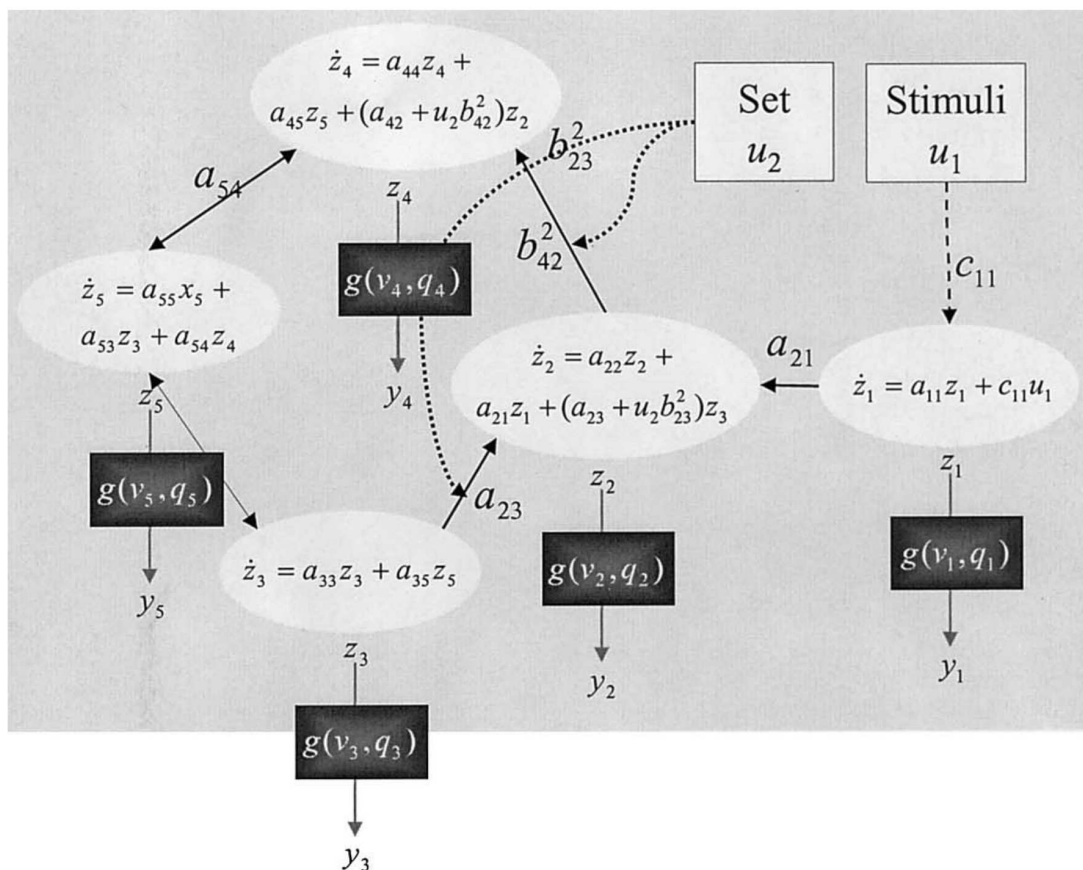 ż₄ = a₄₄z₄ +
a₄₅z₅ + (a₄₂ + u₂b²₄₂)z₂
Set
u₂
Stimuli
u₁
b²₂₃
a₅₄
z₄
g(v₄, q₄)
y₄
b²₄₂
c₁₁
ż₅ = a₅₅x₅ +
a₅₃z₃ + a₅₄z₄
z₅
g(v₅, q₅)
y₅
ż₂ = a₂₂z₂ +
a₂₁z₁ + (a₂₃ + u₂b²₂₃)z₃
a₂₁
ż₁ = a₁₁z₁ + c₁₁u₁
a₂₃
z₂
g(v₂, q₂)
y₂
z₁
g(v₁, q₁)
y₁
ż₃ = a₃₃z₃ + a₃₅z₅
z₃
g(v₃, q₃)
y₃